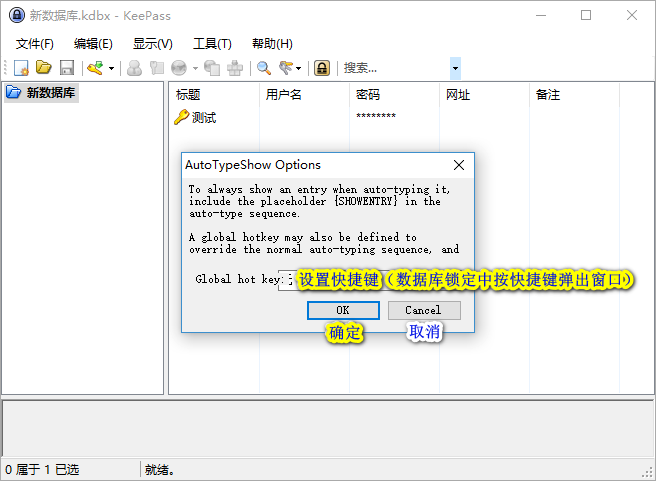 新数据库.kdbx - KeePass
文件(F) 编辑(E) 显示(V) 工具(T) 帮助(H)
搜索...
新数据库
标题 用户名 密码 网址 备注
测试 ********
AutoTypeShow Options
To always show an entry when auto-typing it,
include the placeholder {SHOWENTRY} in the
auto-type sequence.
A global hotkey may also be defined to
override the normal auto-typing sequence, and
Global hot key:
设置快捷键（数据库锁定中按快捷键弹出窗口）
OK Cancel
确定 取消
0 属于 1 已选 就绪。